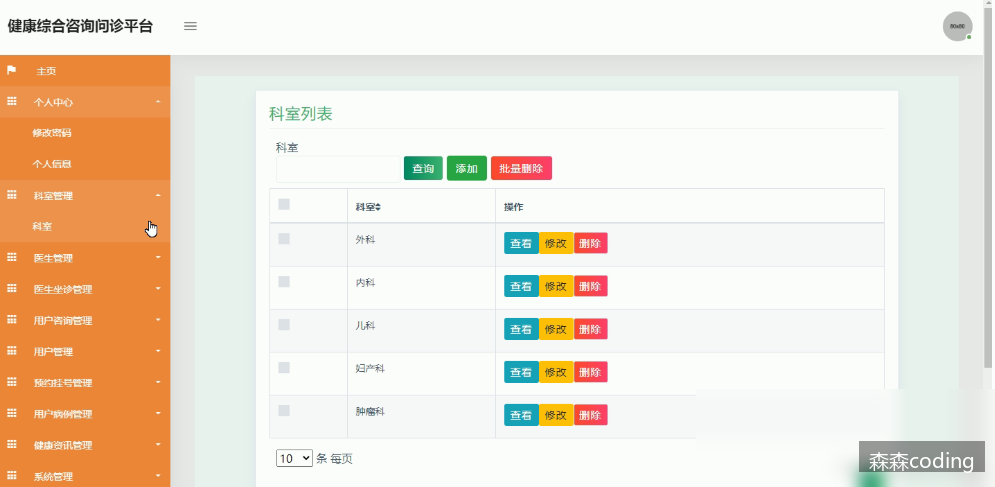 健康综合咨询问诊平台
80x80
主页
个人中心
修改密码
个人信息
科室管理
科室
医生管理
医生坐诊管理
用户咨询管理
用户管理
预约挂号管理
用户病例管理
健康资讯管理
系统管理
科室列表
科室
查询 添加 批量删除
科室 操作
外科 查看 修改 删除
内科 查看 修改 删除
儿科 查看 修改 删除
妇产科 查看 修改 删除
肿瘤科 查看 修改 删除
10 条 每页
森森coding